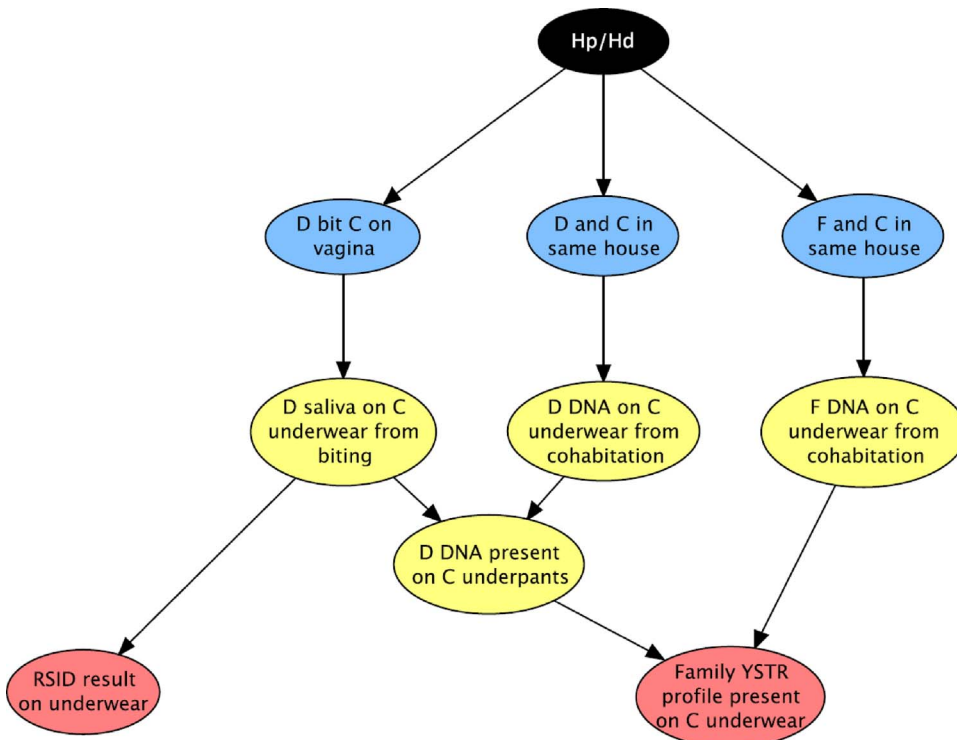 Hp/Hd
D bit C on
vagina
D and C in
same house
F and C in
same house
D saliva on C
underwear from
biting
D DNA on C
underwear from
cohabitation
F DNA on C
underwear from
cohabitation
D DNA present
on C underpants
RSID result
on underwear
Family YSTR
profile present
on C underwear